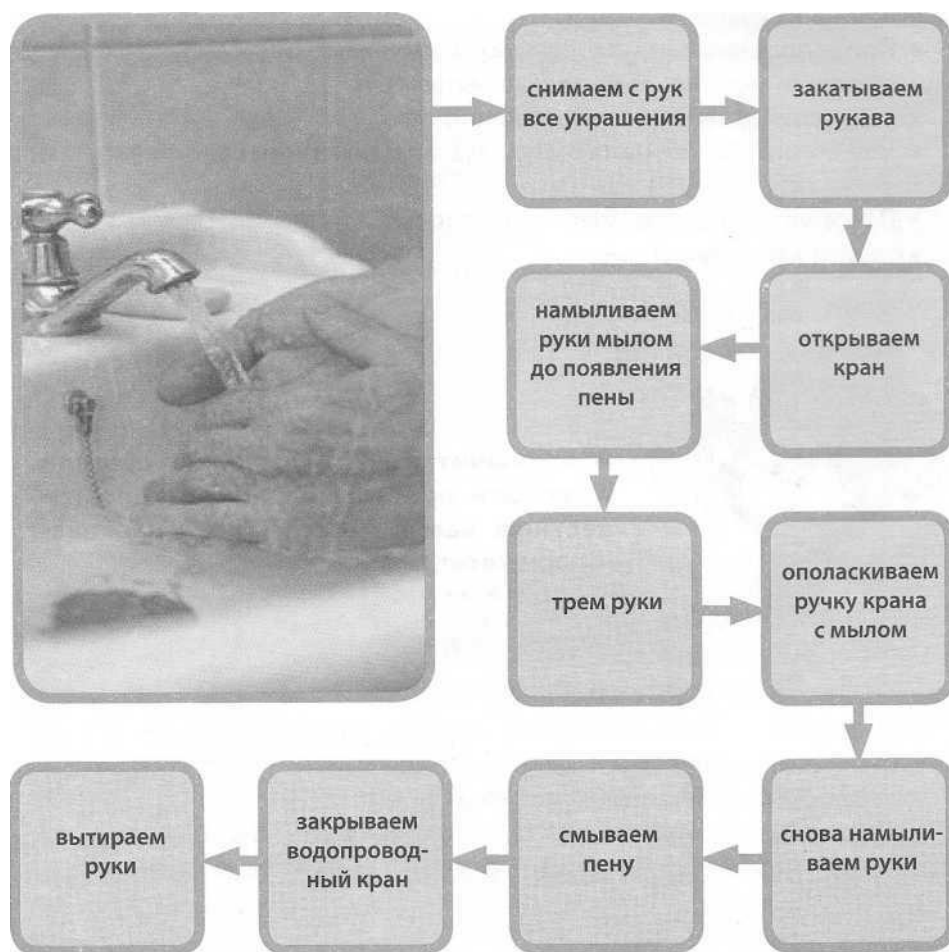 снимаем с рук
все украшения
закатываем
рукава
открываем
кран
намыливаем
руки мылом
до появления
пены
трем руки
ополаскиваем
ручку крана
с мылом
снова намыли-
ваем руки
смываем
пену
закрываем
водопровод-
ный кран
вытираем
руки